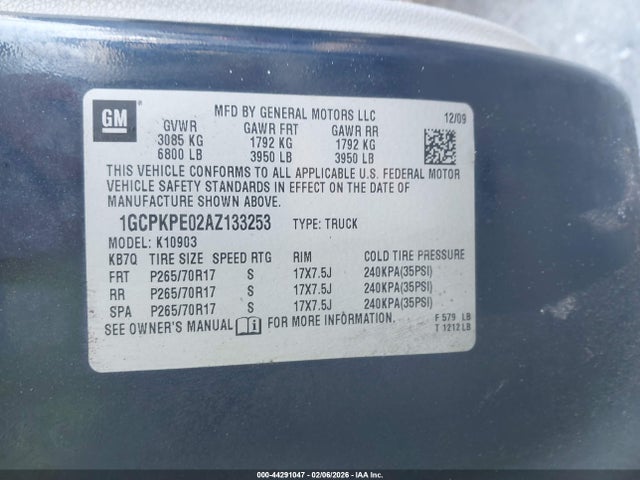 GM
MFD BY GENERAL MOTORS LLC
12/09
GVWR GAWR FRT GAWR RR
3085 KG 1792 KG 1792 KG
6800 LB 3950 LB 3950 LB
THIS VEHICLE CONFORMS TO ALL APPLICABLE U.S. FEDERAL MOTOR
VEHICLE SAFETY STANDARDS IN EFFECT ON THE DATE OF
MANUFACTURE SHOWN ABOVE.
1GCPKPE02AZ133253 TYPE: TRUCK
MODEL: K10903
KB7Q TIRE SIZE SPEED RTG RIM COLD TIRE PRESSURE
FRT P265/70R17 S 17X7.5J 240KPA(35PSI)
RR P265/70R17 S 17X7.5J 240KPA(35PSI)
SPA P265/70R17 S 17X7.5J 240KPA(35PSI)
SEE OWNER'S MANUAL FOR MORE INFORMATION.
F 579 LB
T 1212 LB
000-44291047 - 02/06/2026 - IAA, Inc.